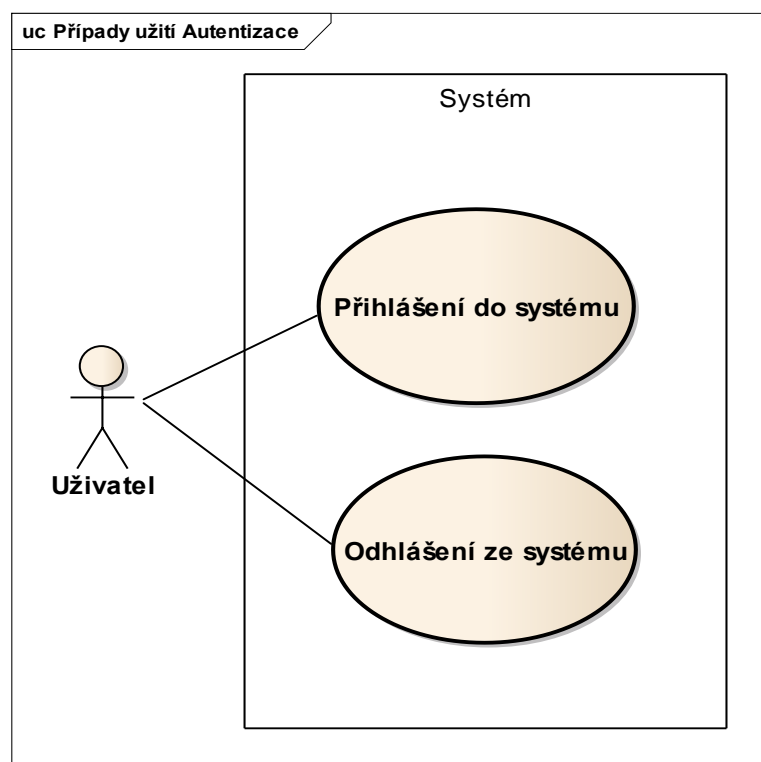 uc Případy užití Autentizace
Systém
Přihlášení do systému
Uživatel
Odhlášení ze systému